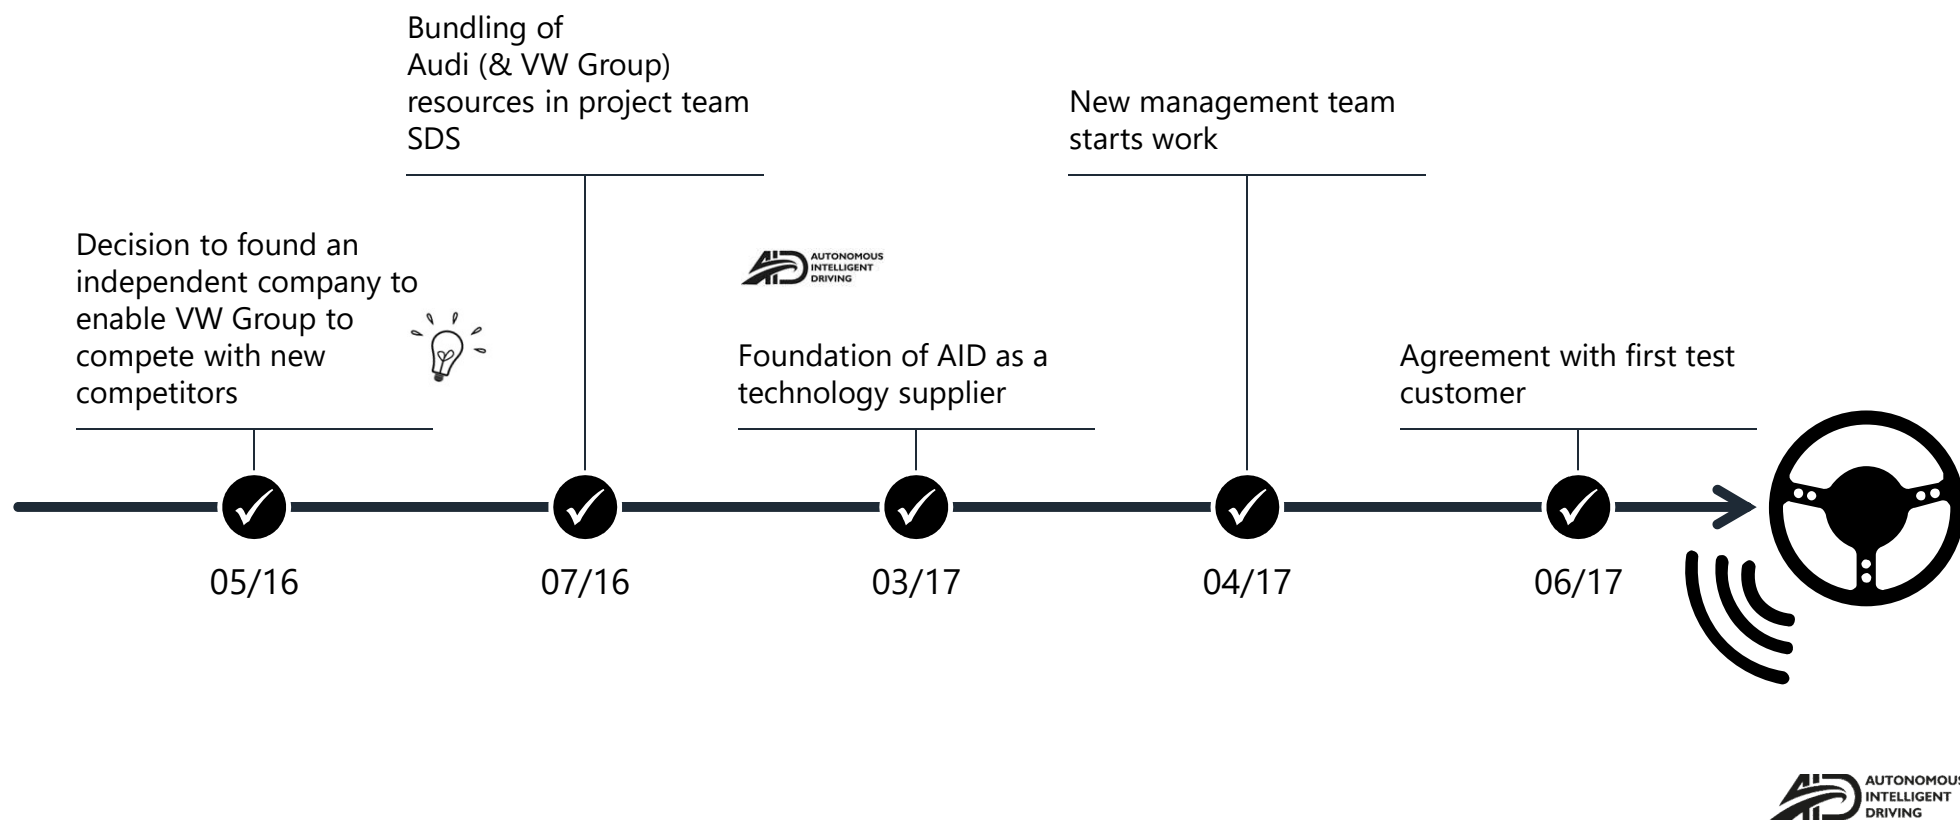 Bundling of
Audi (& VW Group)
resources in project team
SDS
New management team
starts work
Decision to found an
independent company to
enable VW Group to
compete with new
competitors
AID AUTONOMOUS
INTELLIGENT
DRIVING
Foundation of AID as a
technology supplier
Agreement with first test
customer
05/16
07/16
03/17
04/17
06/17
AID AUTONOMOUS
INTELLIGENT
DRIVING